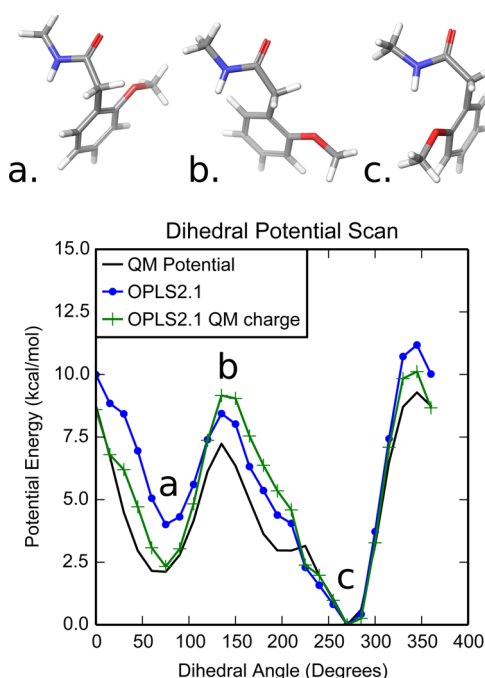 a.
b.
c.
Dihedral Potential Scan
Potential Energy (kcal/mol)
15.0
12.5
10.0
7.5
5.0
2.5
0.0
QM Potential
OPLS2.1
OPLS2.1 QM charge
b
a
c
0 50 100 150 200 250 300 350 400
Dihedral Angle (Degrees)